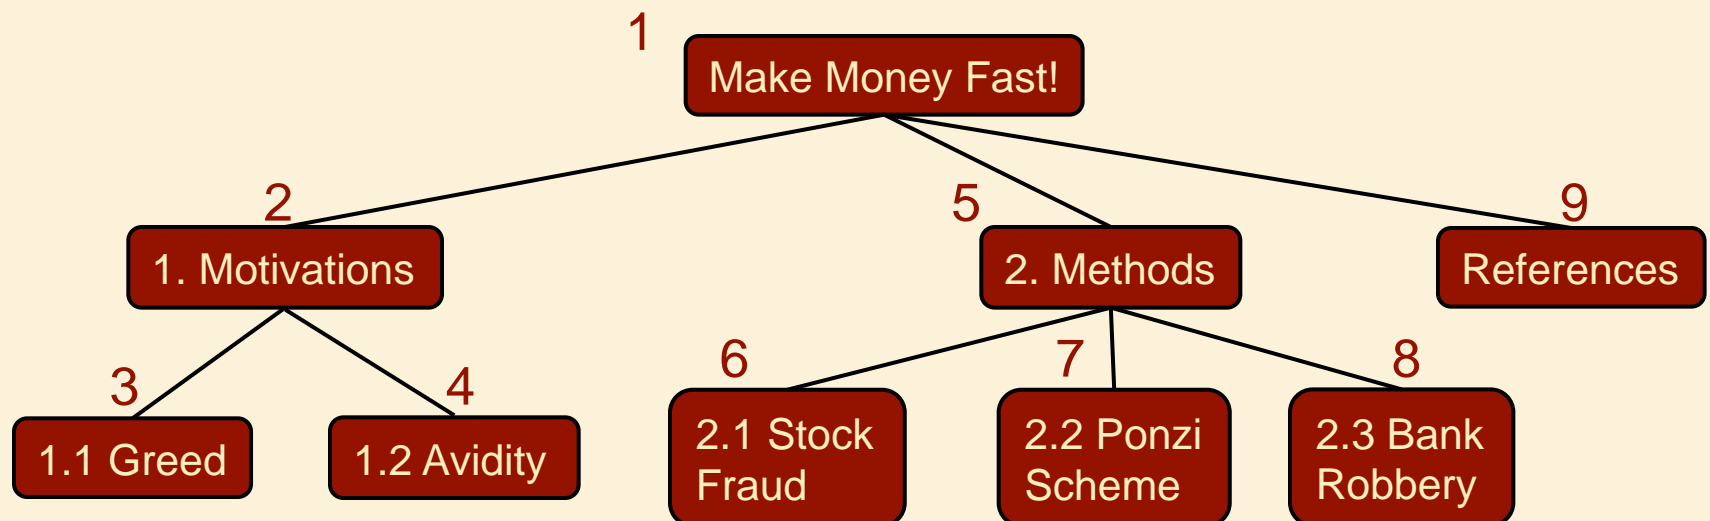 1
Make Money Fast!
2
5
9
1. Motivations
2. Methods
References
3
4
6
7
8
1.1 Greed
1.2 Avidity
2.1 Stock
Fraud
2.2 Ponzi
Scheme
2.3 Bank
Robbery